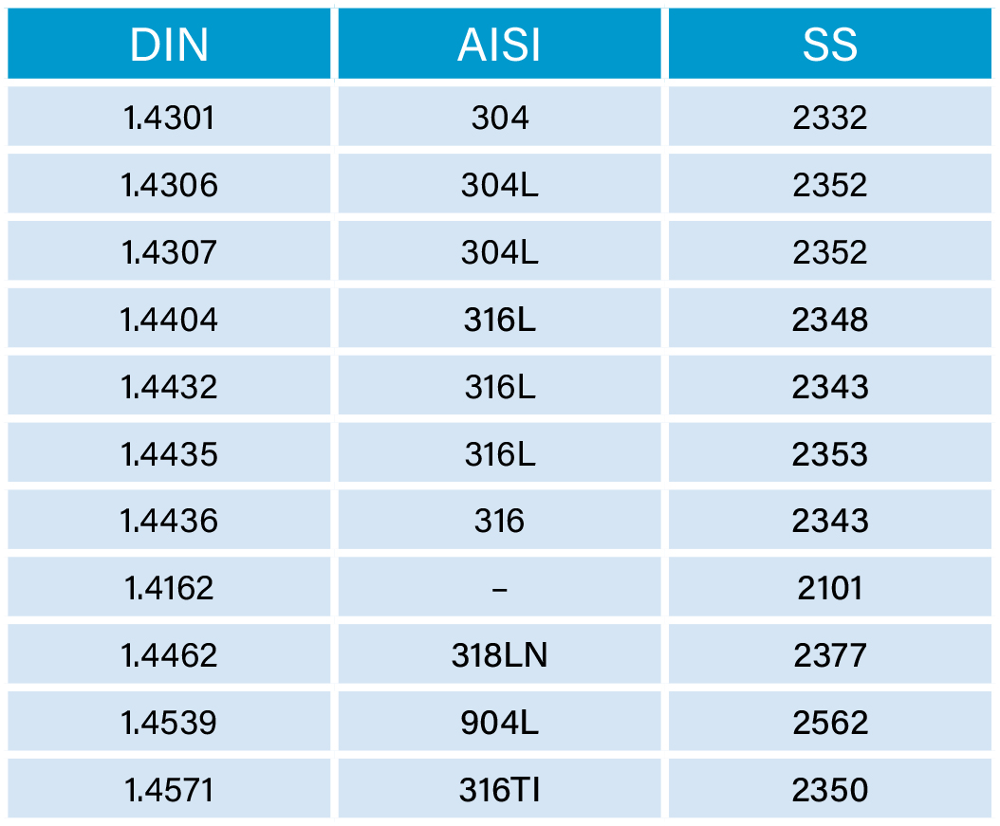 DIN AISI SS
1.4301 304 2332
1.4306 304L 2352
1.4307 304L 2352
1.4404 316L 2348
1.4432 316L 2343
1.4435 316L 2353
1.4436 316 2343
1.4162 – 2101
1.4462 318LN 2377
1.4539 904L 2562
1.4571 316TI 2350